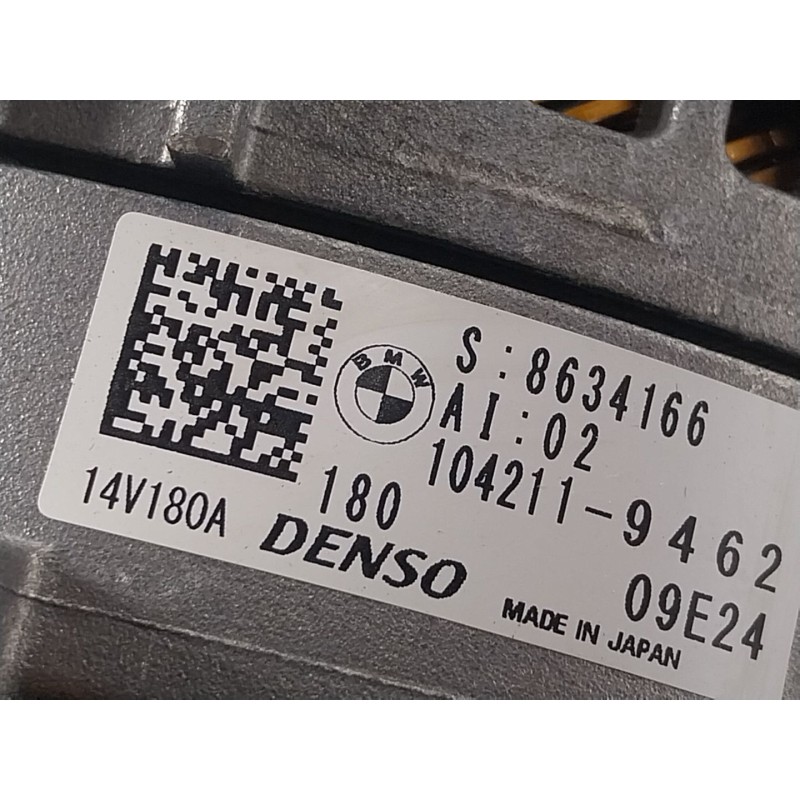 BMW
S:8634166
AI:02
104211-9462
14V180A
180
09E24
DENSO
MADE IN JAPAN